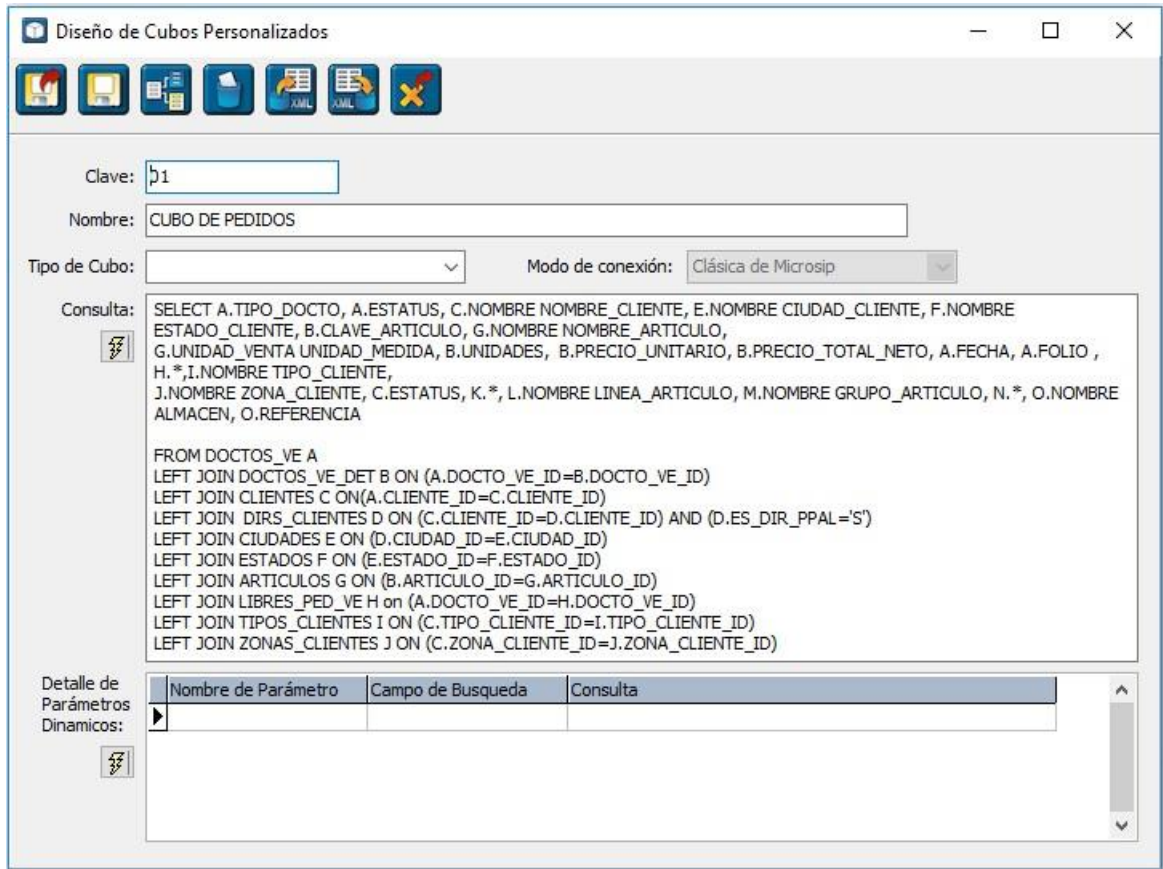 Diseño de Cubos Personalizados
XML XML
Clave: 01
Nombre: CUBO DE PEDIDOS
Tipo de Cubo: Modo de conexión: Clásica de Microsip
Consulta: SELECT A.TIPO_DOCTO, A.ESTATUS, C.NOMBRE NOMBRE_CLIENTE, E.NOMBRE CIUDAD_CLIENTE, F.NOMBRE
ESTADO_CLIENTE, B.CLAVE_ARTICULO, G.NOMBRE NOMBRE_ARTICULO,
G.UNIDAD_VENTA UNIDAD_MEDIDA, B.UNIDADES, B.PRECIO_UNITARIO, B.PRECIO_TOTAL_NETO, A.FECHA, A.FOLIO ,
H.*,I.NOMBRE TIPO_CLIENTE,
J.NOMBRE ZONA_CLIENTE, C.ESTATUS, K.*, L.NOMBRE LINEA_ARTICULO, M.NOMBRE GRUPO_ARTICULO, N.*, O.NOMBRE
ALMACEN, O.REFERENCIA
FROM DOCTOS_VE A
LEFT JOIN DOCTOS_VE_DET B ON (A.DOCTO_VE_ID=B.DOCTO_VE_ID)
LEFT JOIN CLIENTES C ON(A.CLIENTE_ID=C.CLIENTE_ID)
LEFT JOIN DIRS_CLIENTES D ON (C.CLIENTE_ID=D.CLIENTE_ID) AND (D.ES_DIR_PPAL='S')
LEFT JOIN CIUDADES E ON (D.CIUDAD_ID=E.CIUDAD_ID)
LEFT JOIN ESTADOS F ON (E.ESTADO_ID=F.ESTADO_ID)
LEFT JOIN ARTICULOS G ON (B.ARTICULO_ID=G.ARTICULO_ID)
LEFT JOIN LIBRES_PED_VE H on (A.DOCTO_VE_ID=H.DOCTO_VE_ID)
LEFT JOIN TIPOS_CLIENTES I ON (C.TIPO_CLIENTE_ID=I.TIPO_CLIENTE_ID)
LEFT JOIN ZONAS_CLIENTES J ON (C.ZONA_CLIENTE_ID=J.ZONA_CLIENTE_ID)
Detalle de
Parámetros
Dinamicos:
Nombre de Parámetro Campo de Busqueda Consulta